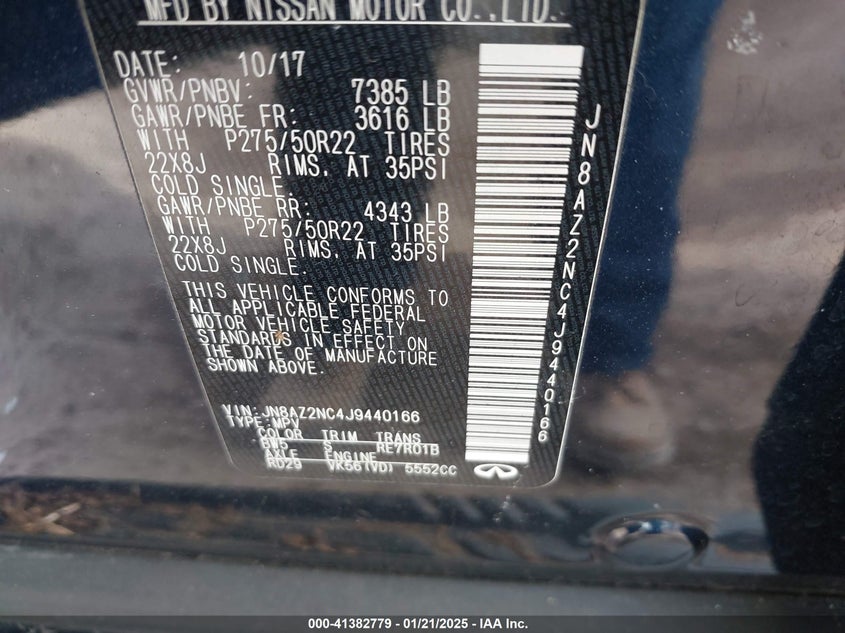 MFD BY NISSAN MOTOR CO.,LTD.
DATE: 10/17
GVWR/PNBV: 7385 LB
GAWR/PNBE FR: 3616 LB
WITH P275/50R22 TIRES
22X8J RIMS. AT 35PSI
COLD SINGLE.
GAWR/PNBE RR: 4343 LB
WITH P275/50R22 TIRES
22X8J RIMS. AT 35PSI
COLD SINGLE.
THIS VEHICLE CONFORMS TO
ALL APPLICABLE FEDERAL
MOTOR VEHICLE SAFETY
STANDARDS IN EFFECT ON
THE DATE OF MANUFACTURE
SHOWN ABOVE.
VIN: JN8AZ2NC4J9440166
TYPE: MPV
COLOR TRIM TRANS
BW5 S RE7R01B
AXLE ENGINE
RD29 VK56(VD) 5552CC
JN8AZ2NC4J9440166
000-41382779 — 01/21/2025 — IAA Inc.